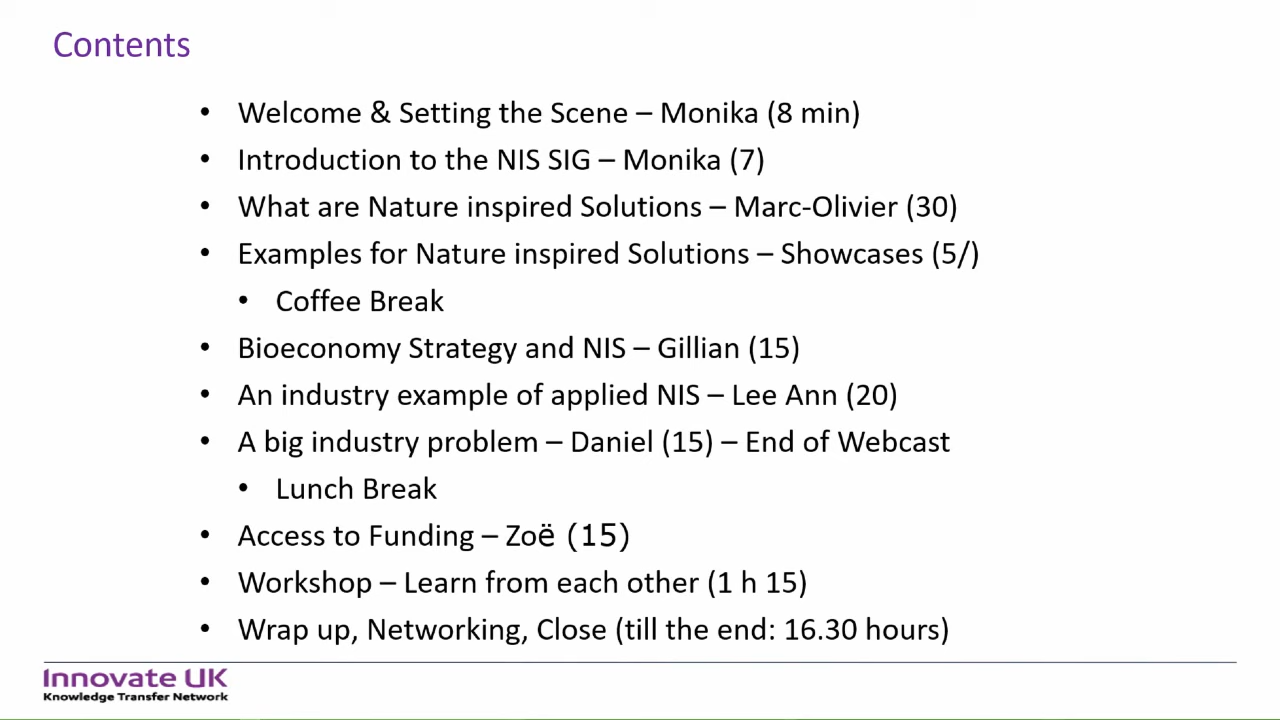 Contents
• Welcome & Setting the Scene – Monika (8 min)
• Introduction to the NIS SIG – Monika (7)
• What are Nature inspired Solutions – Marc-Olivier (30)
• Examples for Nature inspired Solutions – Showcases (5/)
• Coffee Break
• Bioeconomy Strategy and NIS – Gillian (15)
• An industry example of applied NIS – Lee Ann (20)
• A big industry problem – Daniel (15) – End of Webcast
• Lunch Break
• Access to Funding – Zoë (15)
• Workshop – Learn from each other (1 h 15)
• Wrap up, Networking, Close (till the end: 16.30 hours)
Innovate UK
Knowledge Transfer Network